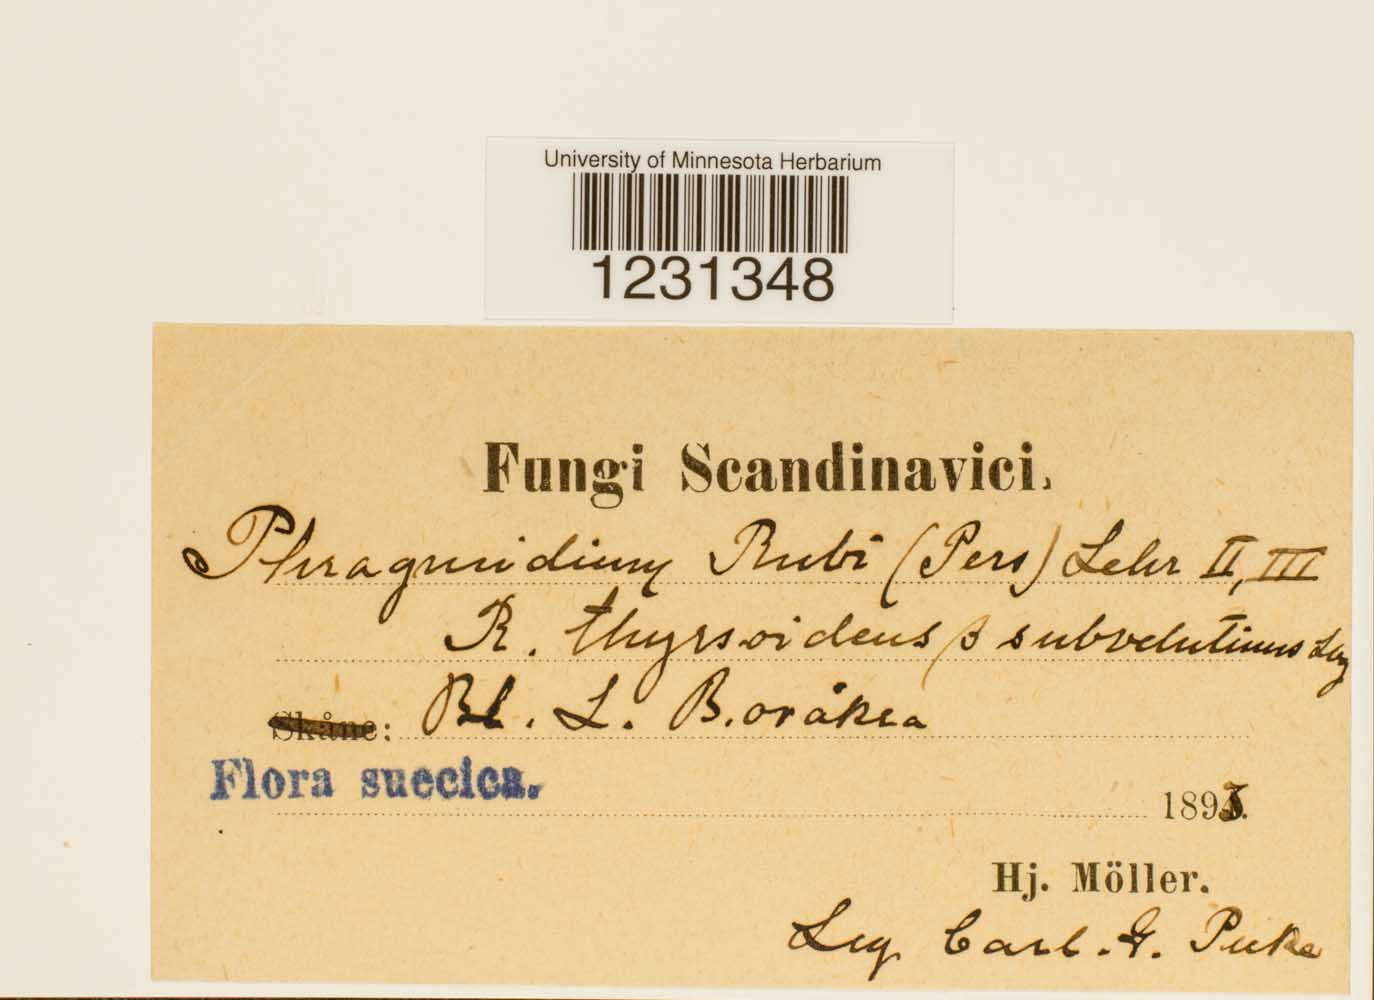 University of Minnesota Herbarium
1231348
Fungi Scandinavici.
Phragmidium Rubi (Pers) Lehr II, III
R. thyrsoideus β subvelutinus
Skåne: Bl. L. B. oråksa
Flora suecica.
189
Hj. Möller.
Leg Carl. G. Puke